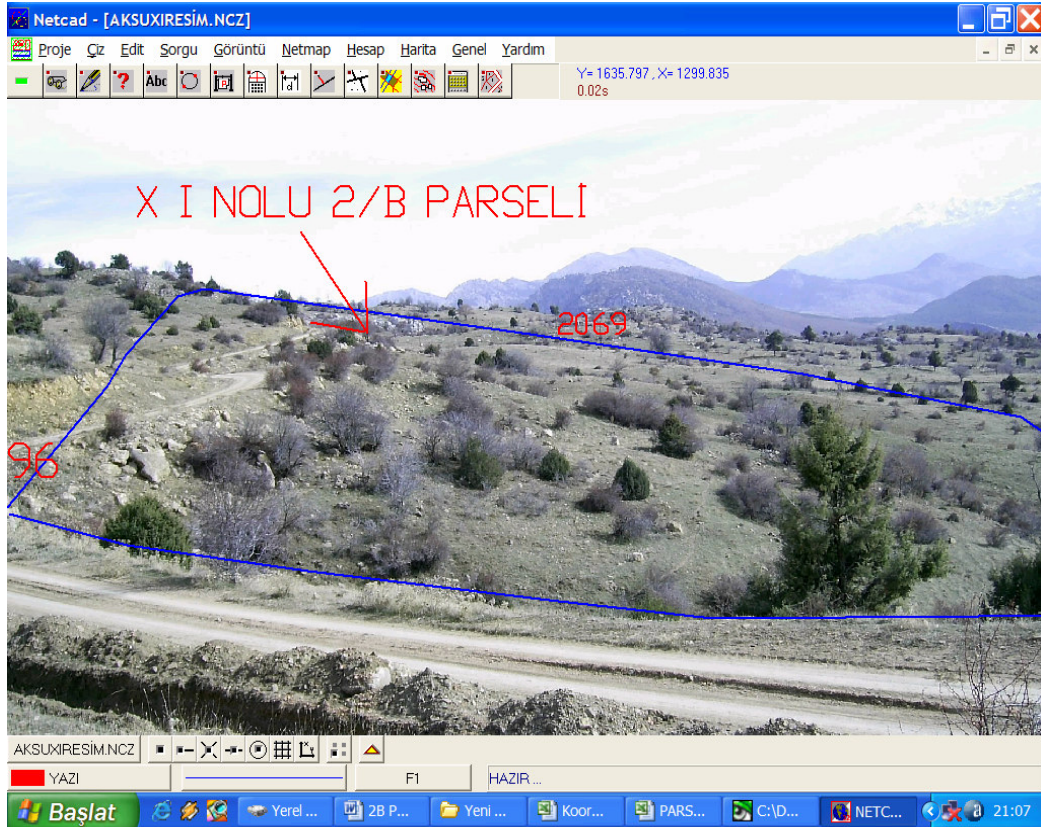 Netcad - [AKSUXIRESİM.NCZ]
Proje Çiz Edit Sorgu Görüntü Netmap Hesap Harita Genel Yardım
Abc
Y= 1635.797 , X= 1299.835
0.02s
X I NOLU 2/B PARSELİ
2069
96
AKSUXIRESİM.NCZ
YAZI F1 HAZIR ...
Başlat Yerel ... 2B P... Yeni ... Koor... PARS... C:\D... NETC... 21:07